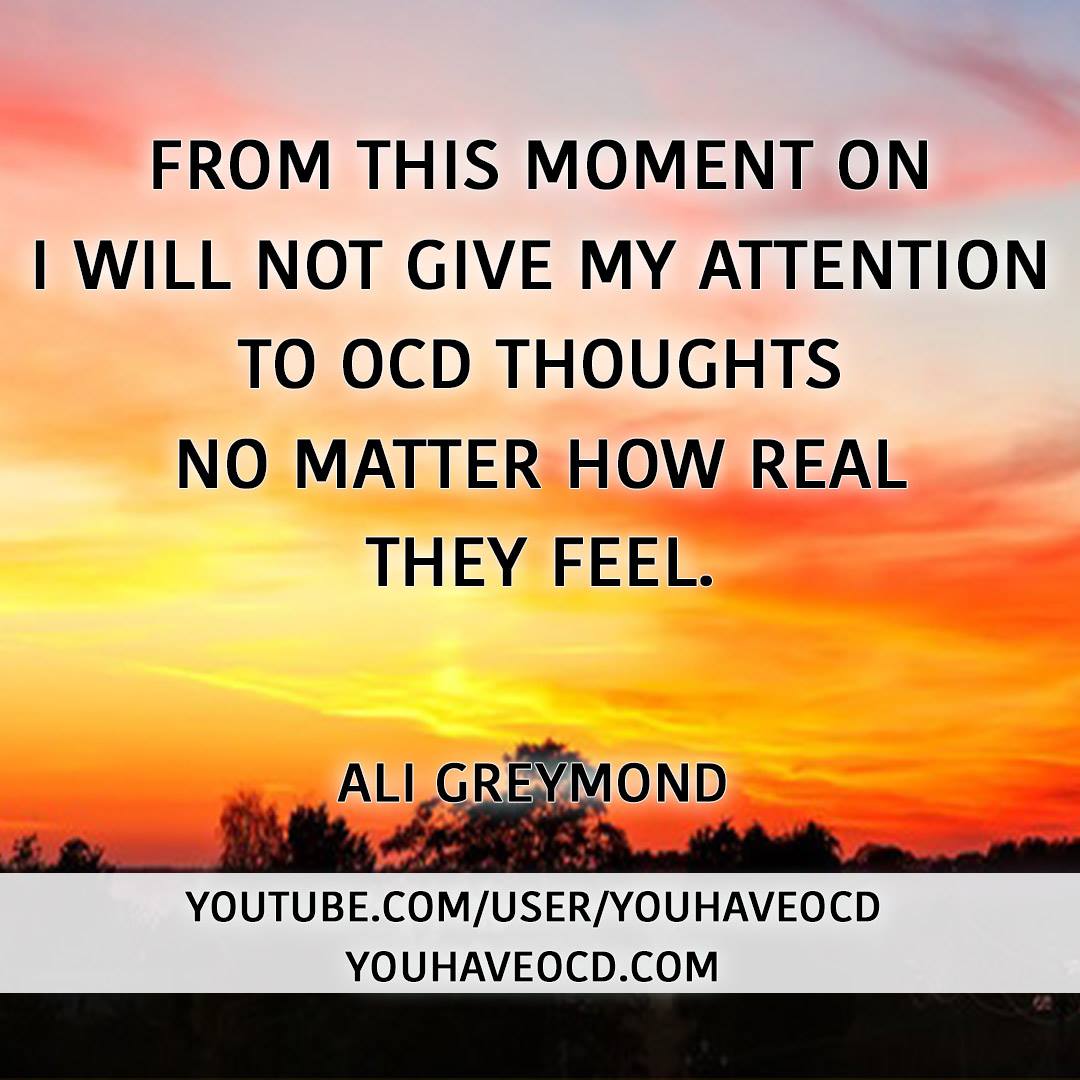 FROM THIS MOMENT ON
I WILL NOT GIVE MY ATTENTION
TO OCD THOUGHTS
NO MATTER HOW REAL
THEY FEEL.
ALI GREYMOND
YOUTUBE.COM/USER/YOUHAVEOCD
YOUHAVEOCD.COM